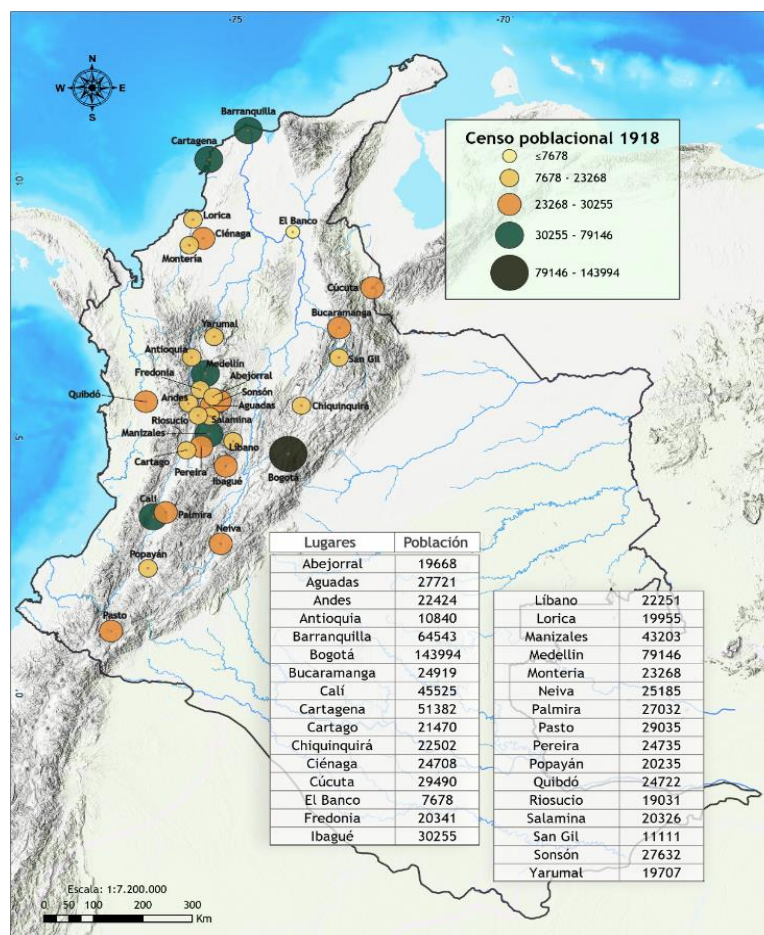 -75
-70
N
W
E
S
10°
5°
0°
Barranquilla
Cartagena
Lorica
Ciénaga
Montería
El Banco
Cúcuta
Bucaramanga
Yarumal
Antioquia
San Gil
Medellín
Fredonia
Abejorral
Sonsón
Andes
Quibdó
Aguadas
Chiquinquirá
Riosucio
Salamina
Manizales
Líbano
Cartago
Pereira
Ibagué
Bogotá
Cali
Palmira
Neiva
Popayán
Pasto
Censo poblacional 1918
≤7678
7678 - 23268
23268 - 30255
30255 - 79146
79146 - 143994
Lugares Población
Abejorral 19668
Aguadas 27721
Andes 22424
Antioquia 10840
Barranquilla 64543
Bogotá 143994
Bucaramanga 24919
Calí 45525
Cartagena 51382
Cartago 21470
Chiquinquirá 22502
Ciénaga 24708
Cúcuta 29490
El Banco 7678
Fredonia 20341
Ibagué 30255
Líbano 22251
Lorica 19955
Manizales 43203
Medellin 79146
Monteria 23268
Neiva 25185
Palmira 27032
Pasto 29035
Pereira 24735
Popayán 20235
Quibdó 24722
Riosucio 19031
Salamina 20326
San Gil 11111
Sonsón 27632
Yarumal 19707
Escala: 1:7.200.000
0 50 100 200 300
Km